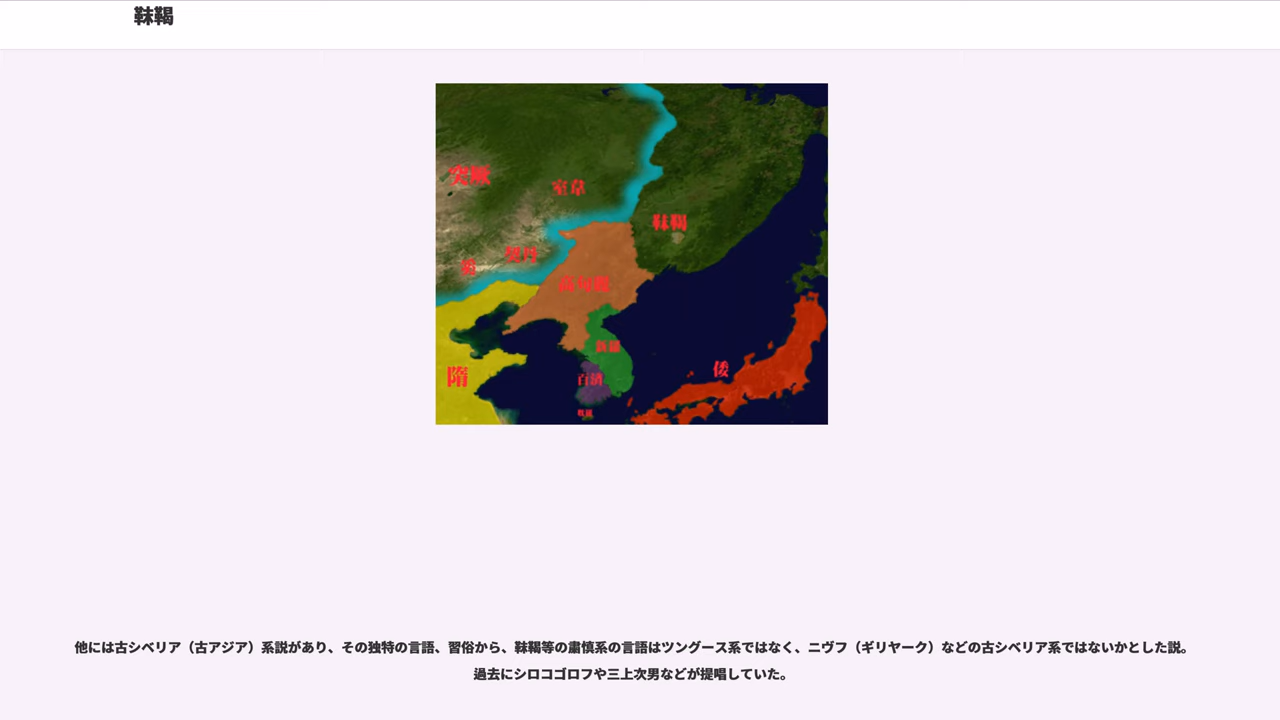 靺鞨
突厥
室韋
靺鞨
契丹
奚
高句麗
新羅
隋
百済
倭
他には古シベリア（古アジア）系説があり、その独特の言語、習俗から、靺鞨等の粛慎系の言語はツングース系ではなく、ニヴフ（ギリヤーク）などの古シベリア系ではないかとした説。
過去にシロコゴロフや三上次男などが提唱していた。